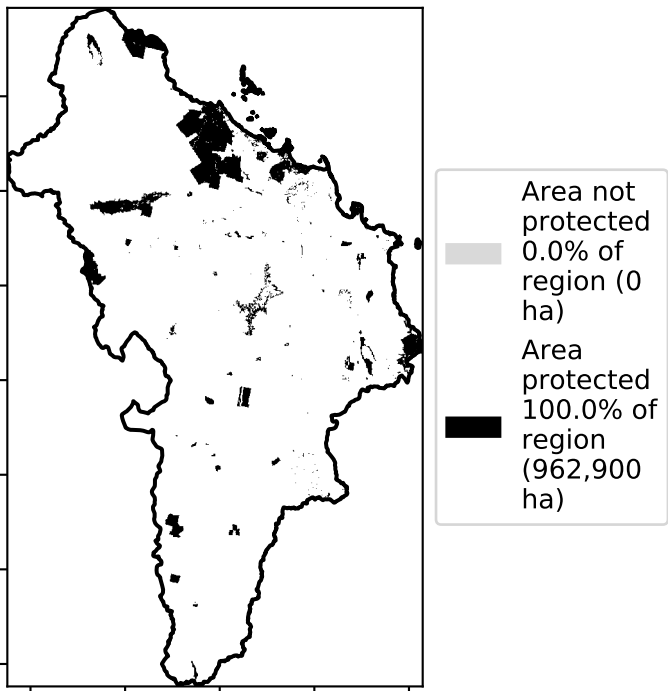 Area not
protected
0.0% of
region (0
ha)
Area
protected
100.0% of
region
(962,900
ha)